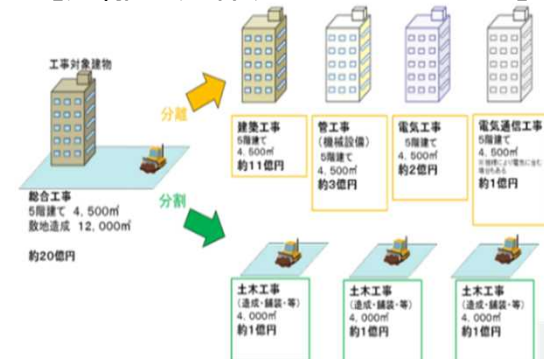 工事対象建物
総合工事
5階建て 4,500㎡
敷地造成 12,000㎡
約20億円
分離
分割
建築工事
5階建て
4,500㎡
約11億円
管工事
（機械設備）
5階建て
4,500㎡
約3億円
電気工事
5階建て
4,500㎡
約2億円
電気通信工事
5階建て
4,500㎡
約1億円
土木工事
（造成・舗装・等）
4,000㎡
約1億円
土木工事
（造成・舗装・等）
4,000㎡
約1億円
土木工事
（造成・舗装・等）
4,000㎡
約1億円